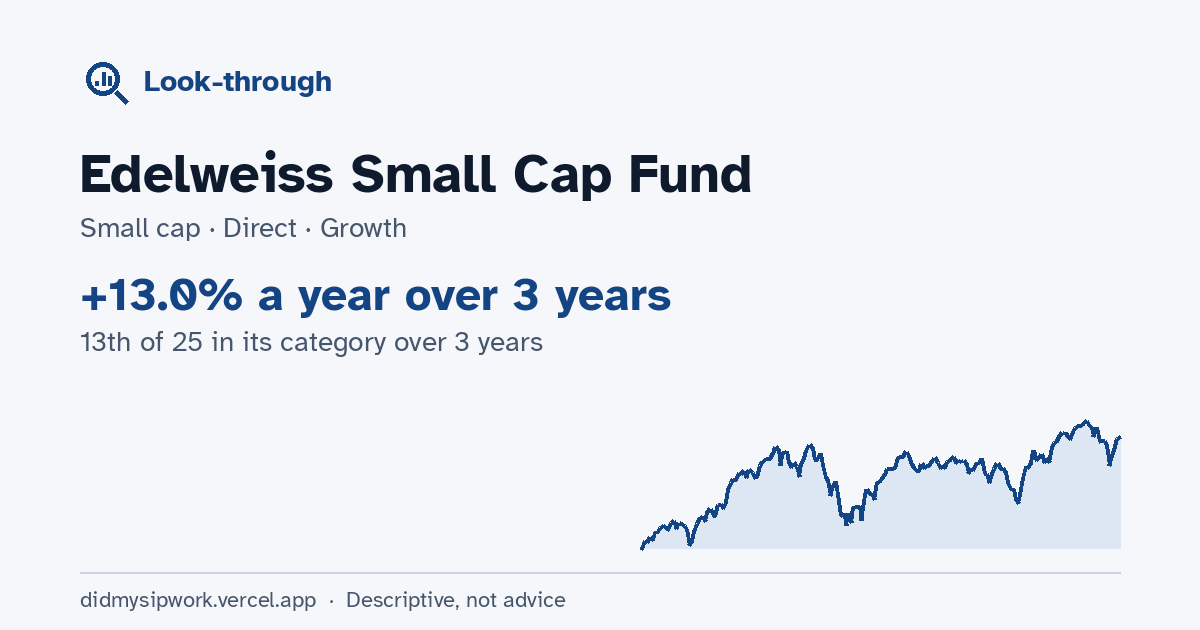 Look-through
Edelweiss Small Cap Fund
Small cap · Direct · Growth
+13.0% a year over 3 years
13th of 25 in its category over 3 years
didmysipwork.vercel.app · Descriptive, not advice